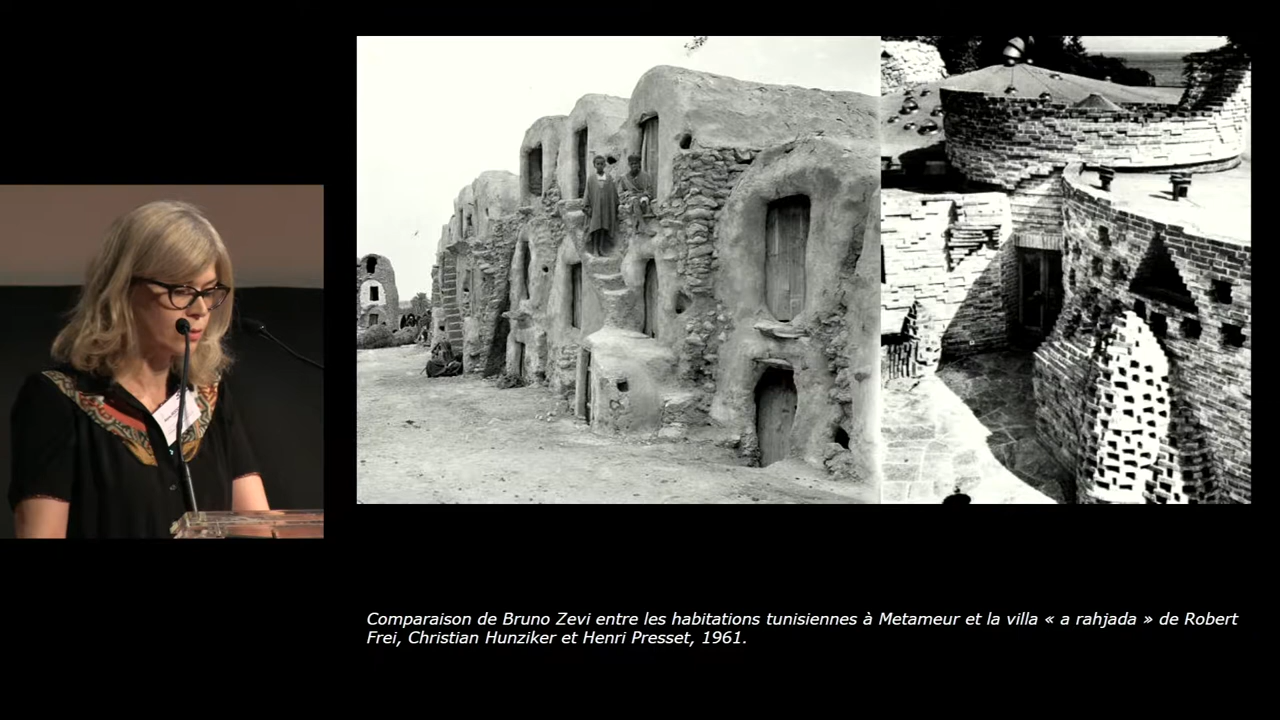 Comparaison de Bruno Zevi entre les habitations tunisiennes à Metameur et la villa « a rahjada » de Robert
Frei, Christian Hunziker et Henri Presset, 1961.